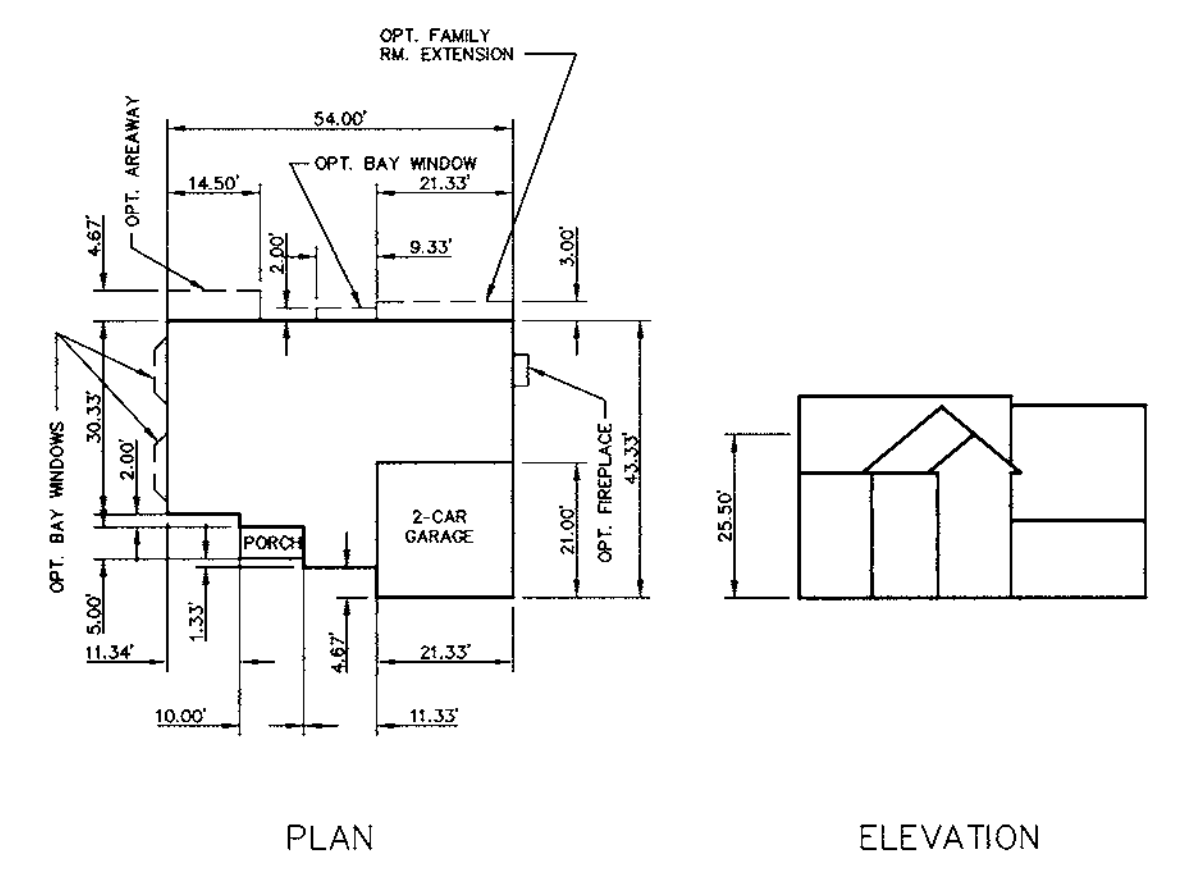 OPT. FAMILY
RM. EXTENSION
54.00'
OPT. AREAWAY
OPT. BAY WINDOW
14.50'
21.33'
4.67'
2.00'
9.33'
3.00'
30.33'
2.00'
OPT. BAY WINDOWS
43.33'
OPT. FIREPLACE
21.00'
2-CAR
GARAGE
PORCH
5.00'
1.33'
4.67'
11.34'
21.33'
10.00'
11.33'
25.50'
PLAN
ELEVATION